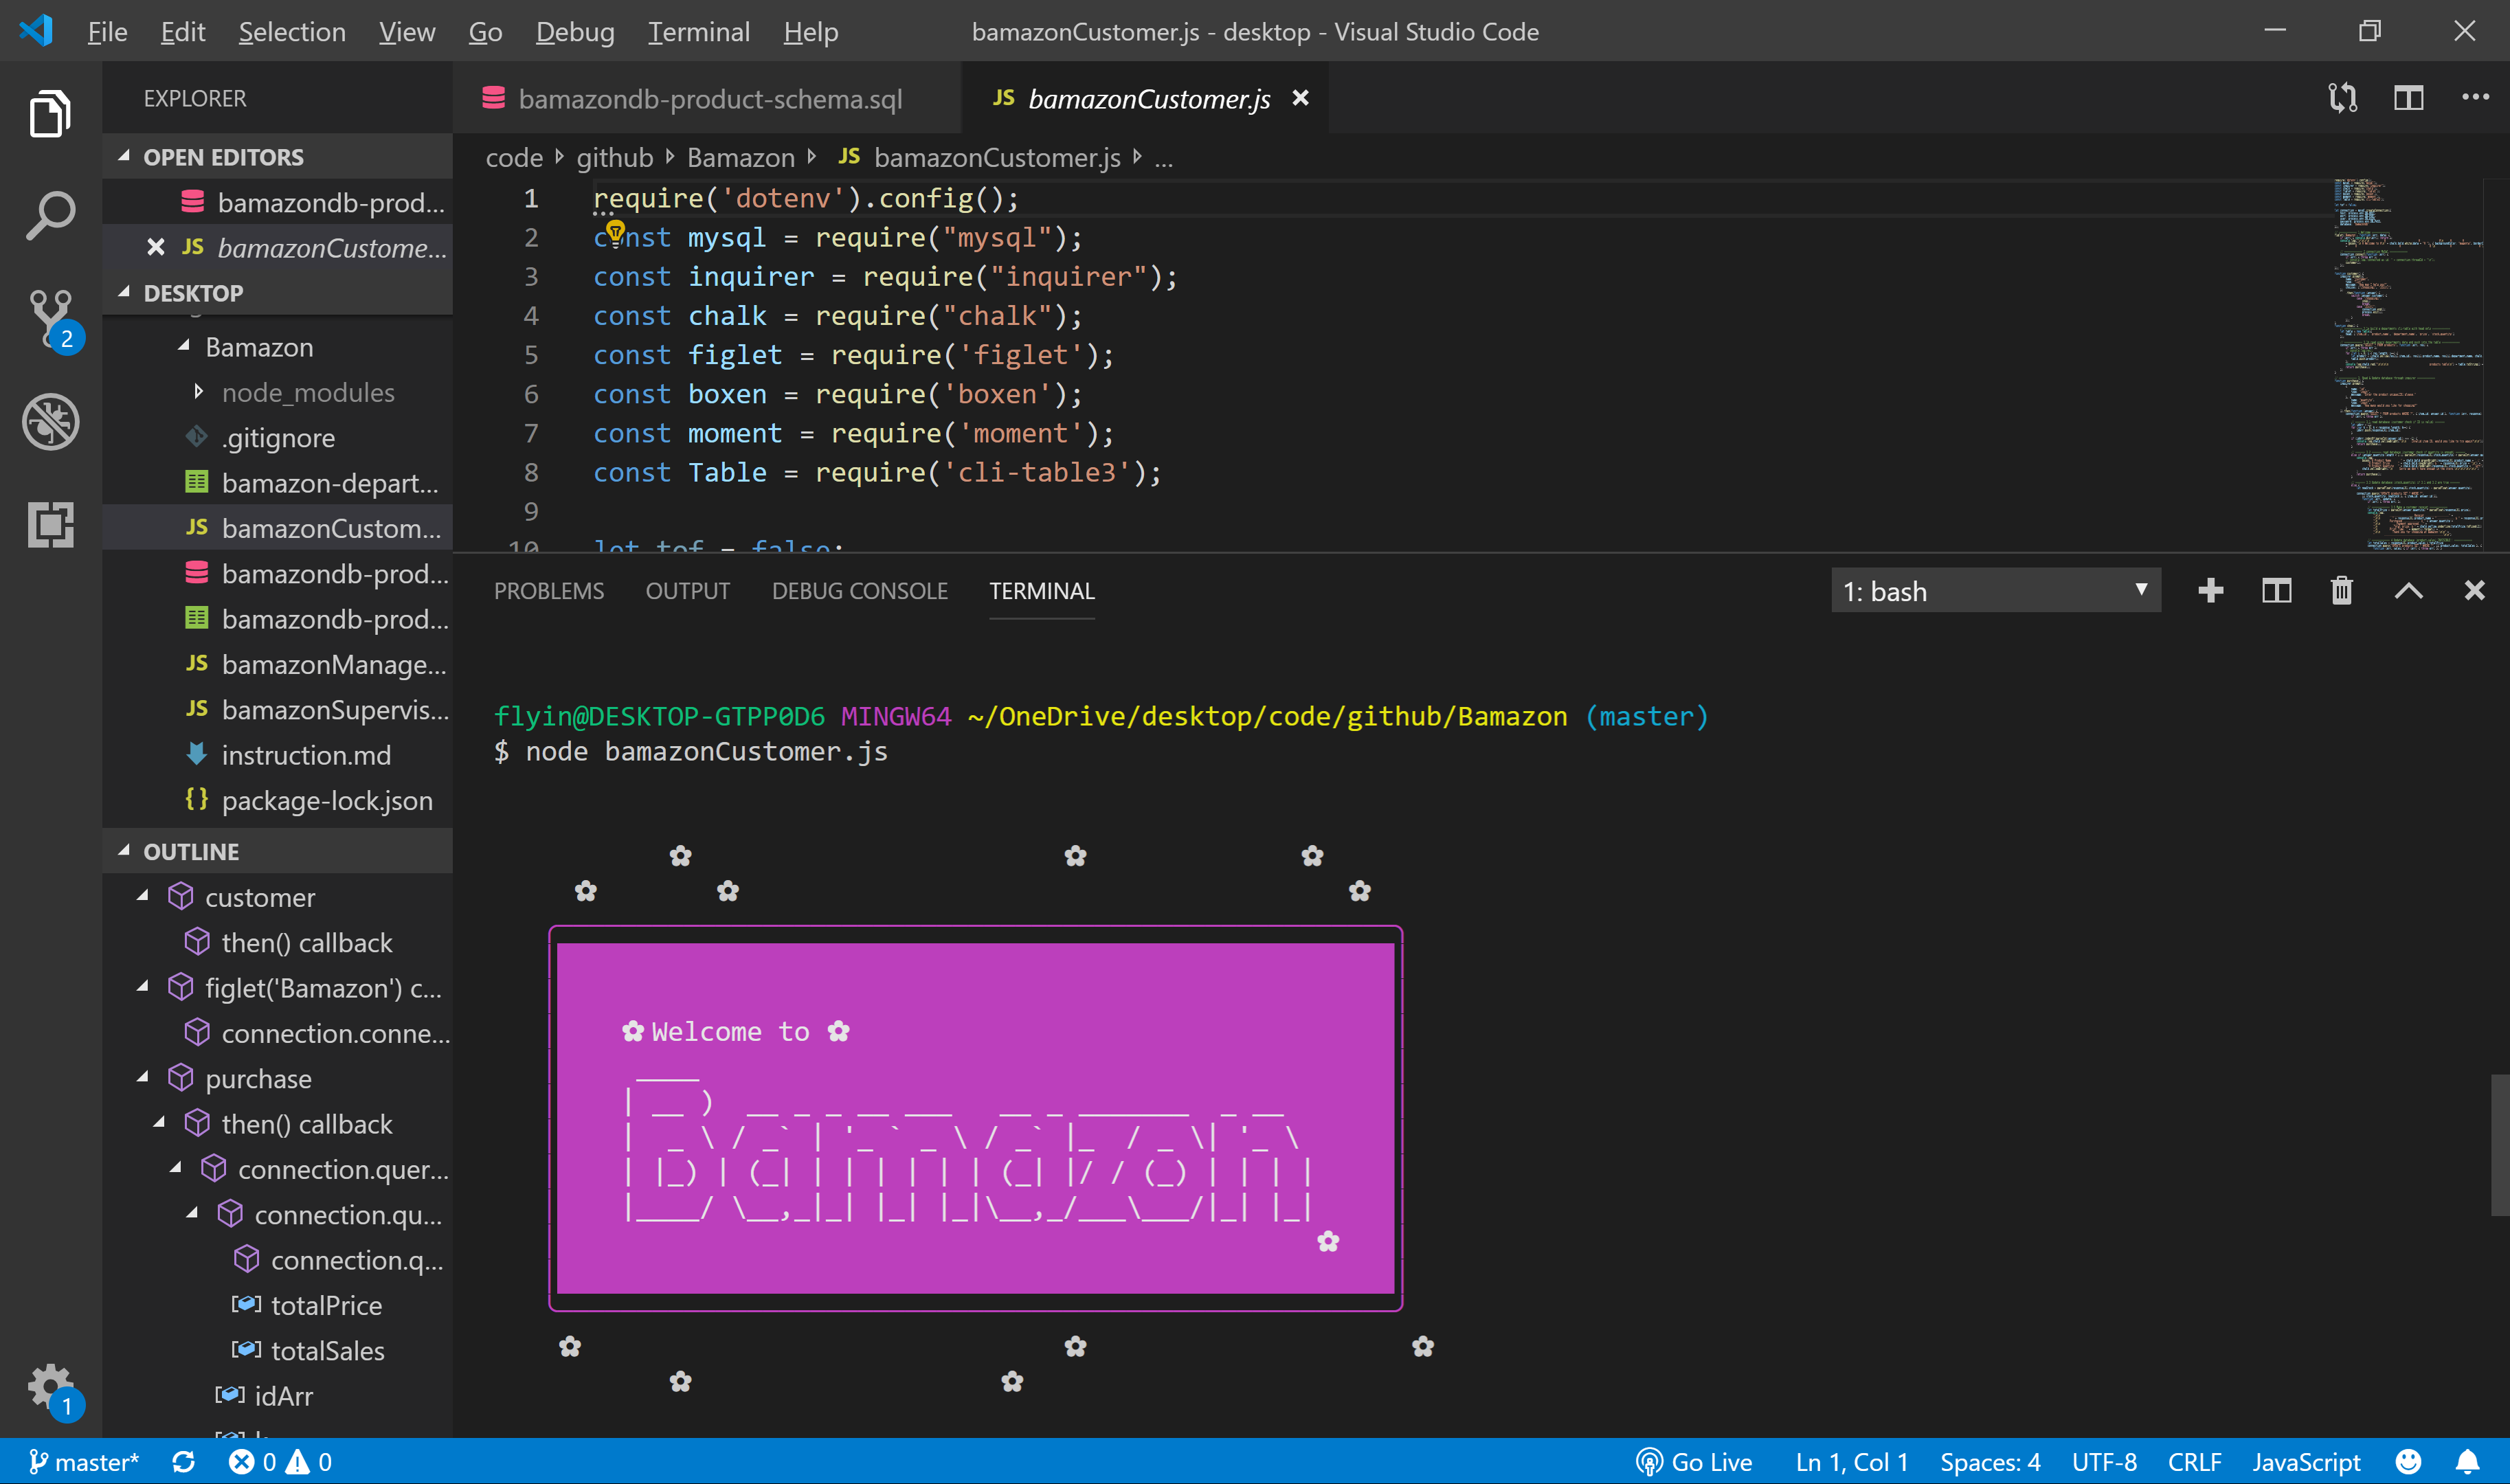 File Edit Selection View Go Debug Terminal Help
bamazonCustomer.js - desktop - Visual Studio Code
EXPLORER
OPEN EDITORS
bamazondb-prod...
bamazonCustome...
DESKTOP
Bamazon
node_modules
.gitignore
bamazon-depart...
bamazonCustom...
bamazondb-prod...
bamazondb-prod...
bamazonManage...
bamazonSupervis...
instruction.md
package-lock.json
OUTLINE
customer
then() callback
figlet('Bamazon') c...
connection.conne...
purchase
then() callback
connection.quer...
connection.qu...
connection.q...
totalPrice
totalSales
idArr
2
1
bamazondb-product-schema.sql
JS bamazonCustomer.js
code github Bamazon JS bamazonCustomer.js ...
1 require('dotenv').config();
2 const mysql = require("mysql");
3 const inquirer = require("inquirer");
4 const chalk = require("chalk");
5 const figlet = require('figlet');
6 const boxen = require('boxen');
7 const moment = require('moment');
8 const Table = require('cli-table3');
9
10 let tof = false;
PROBLEMS OUTPUT DEBUG CONSOLE TERMINAL
1: bash
flyin@DESKTOP-GTPP0D6 MINGW64 ~/OneDrive/desktop/code/github/Bamazon (master)
$ node bamazonCustomer.js
✿ Welcome to ✿
Bamazon
master* 0 0
Go Live Ln 1, Col 1 Spaces: 4 UTF-8 CRLF JavaScript